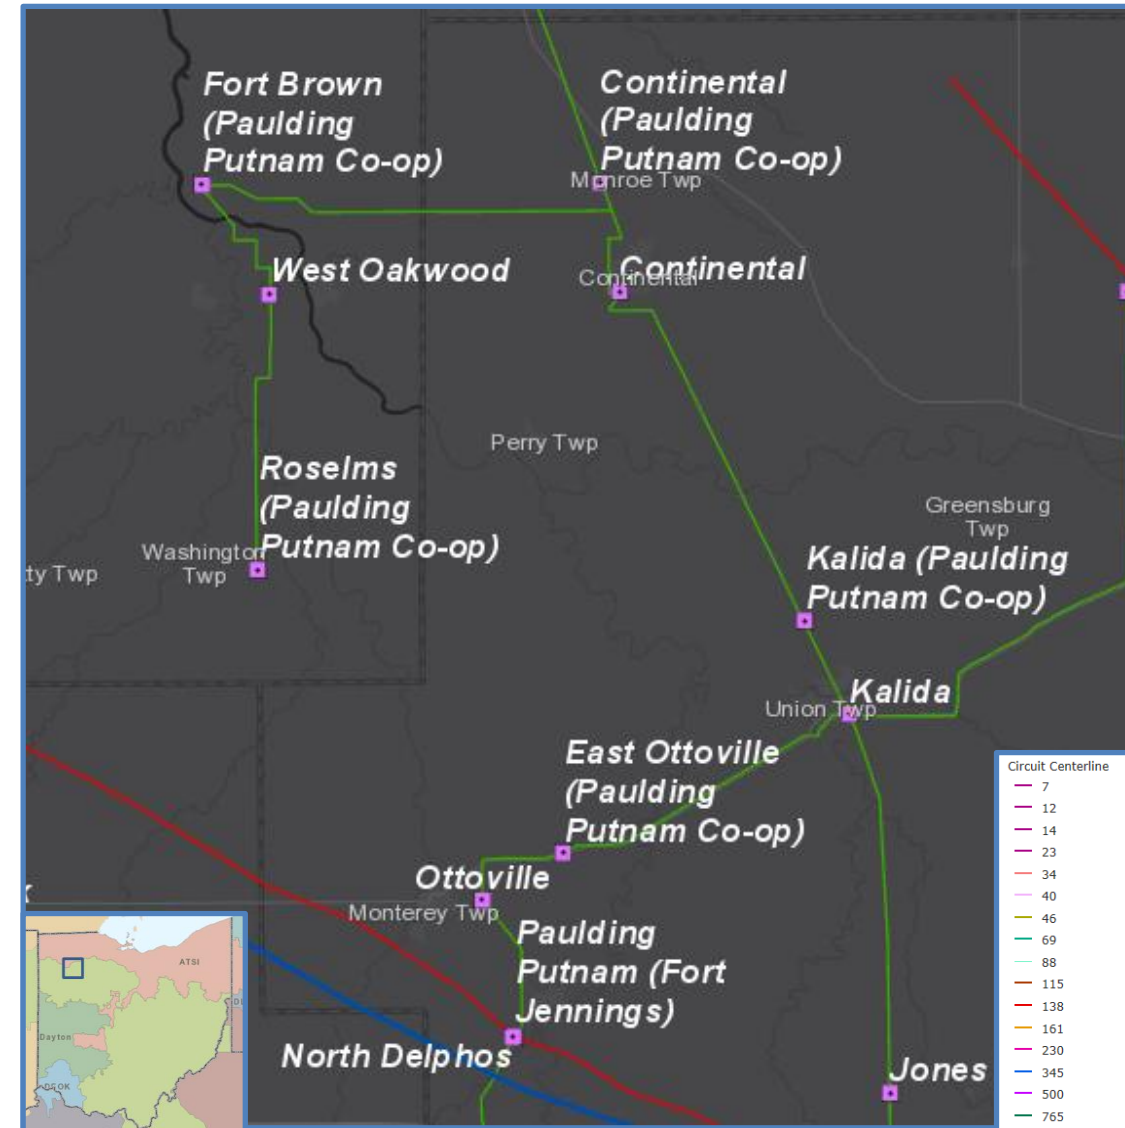 Fort Brown
(Paulding
Putnam Co-op)
Continental
(Paulding
Putnam Co-op)
Monroe Twp
West Oakwood
Continental
Continental
Perry Twp
Roselms
(Paulding
Putnam Co-op)
Washington
Twp
ty Twp
Greensburg
Twp
Kalida (Paulding
Putnam Co-op)
Kalida
Union Twp
East Ottoville
(Paulding
Putnam Co-op)
Ottoville
Monterey Twp
Paulding
Putnam (Fort
Jennings)
North Delphos
Jones
Circuit Centerline
7
12
14
23
34
40
46
69
88
115
138
161
230
345
500
765
ATSI
Dayton
DEOK